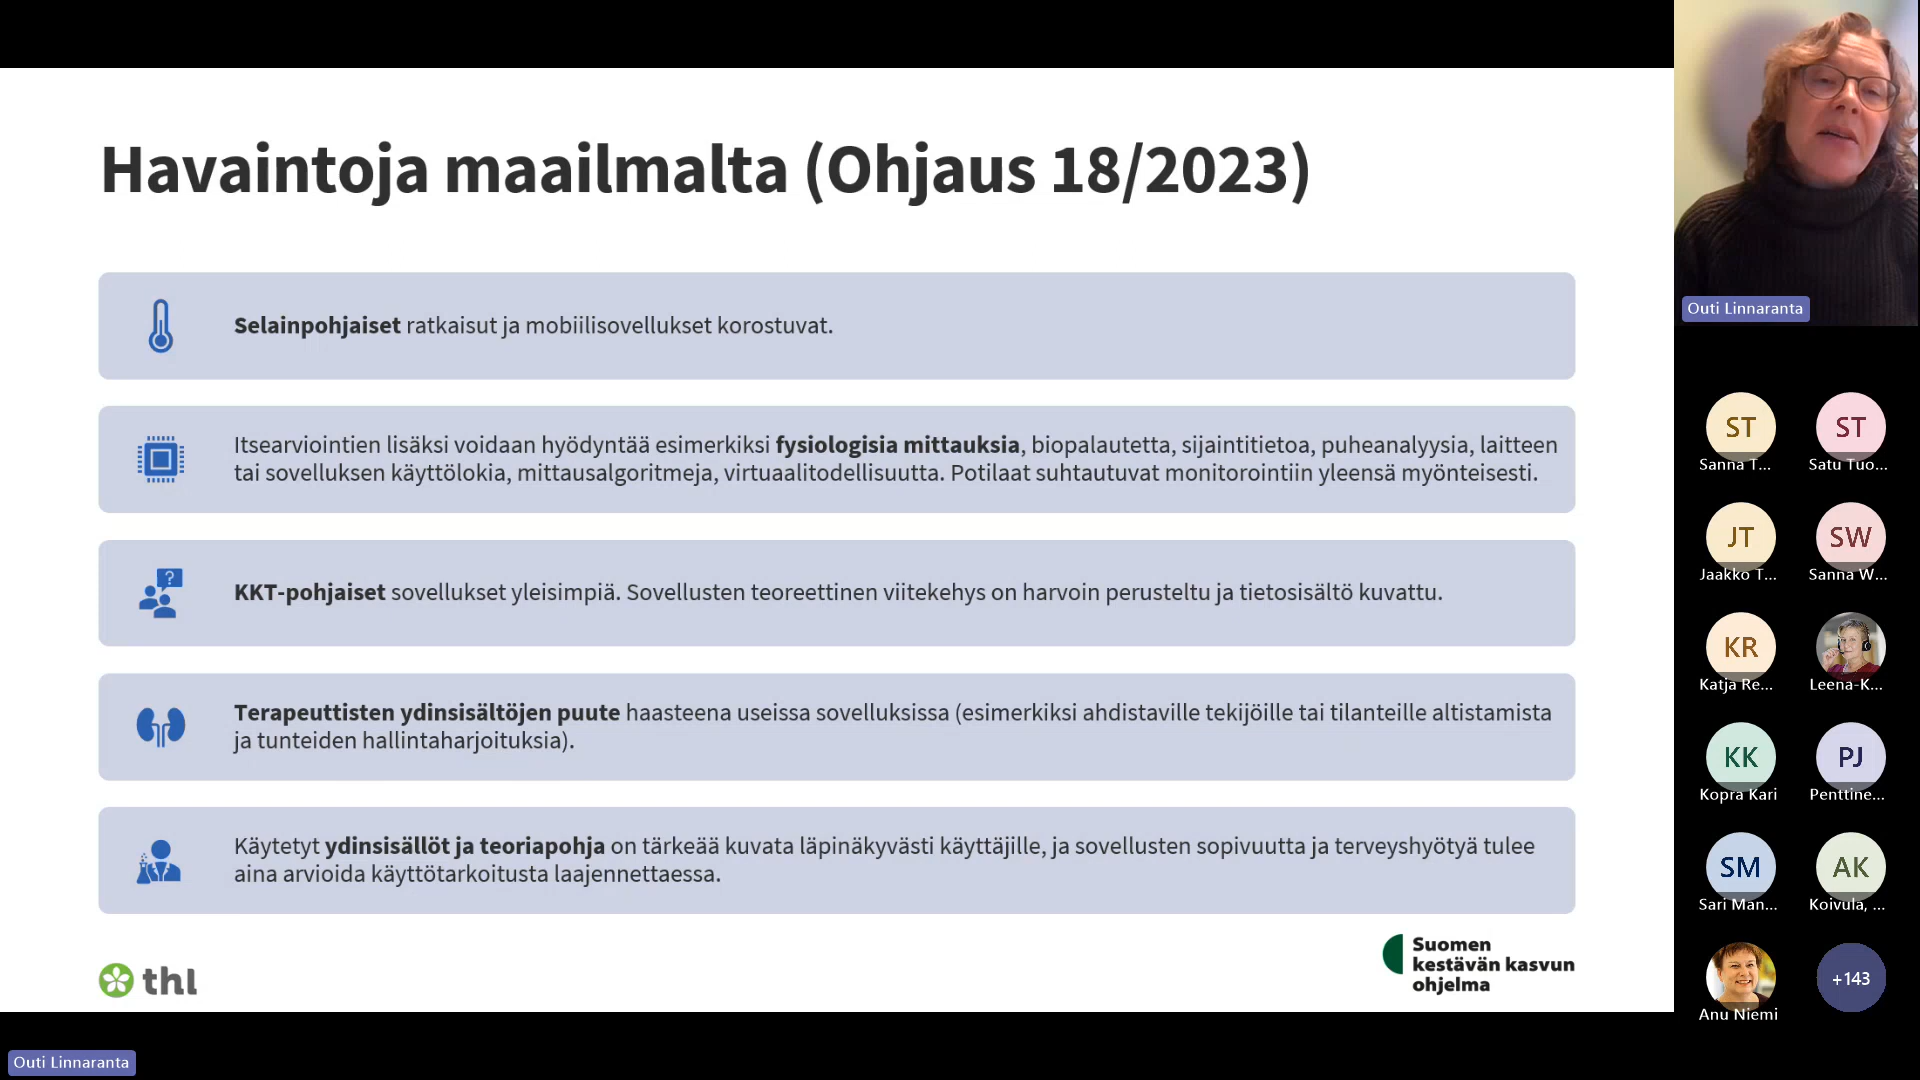 Havaintoja maailmalta (Ohjaus 18/2023)
Selainpohjaiset ratkaisut ja mobiilisovellukset korostuvat.
Itsearviointien lisäksi voidaan hyödyntää esimerkiksi fysiologisia mittauksia, biopalautetta, sijaintitietoa, puheanalyysia, laitteen
tai sovelluksen käyttölokia, mittausalgoritmeja, virtuaalitodellisuutta. Potilaat suhtautuvat monitorointiin yleensä myönteisesti.
?
KKT-pohjaiset sovellukset yleisimpiä. Sovellusten teoreettinen viitekehys on harvoin perusteltu ja tietosisältö kuvattu.
Terapeuttisten ydinsisältöjen puute haasteena useissa sovelluksissa (esimerkiksi ahdistaville tekijöille tai tilanteille altistamista
ja tunteiden hallintaharjoituksia).
Käytetyt ydinsisällöt ja teoriapohja on tärkeää kuvata läpinäkyvästi käyttäjille, ja sovellusten sopivuutta ja terveyshyötyä tulee
aina arvioida käyttötarkoitusta laajennettaessa.
thl
Suomen
kestävän kasvun
ohjelma
Outi Linnaranta
Outi Linnaranta
ST
ST
Sanna T...
Satu Tuo...
JT
SW
Jaakko T...
Sanna W...
KR
Katja Re...
Leena-K...
KK
PJ
Kopra Kari
Penttine...
SM
AK
Sari Man...
Koivula, ...
+143
Anu Niemi